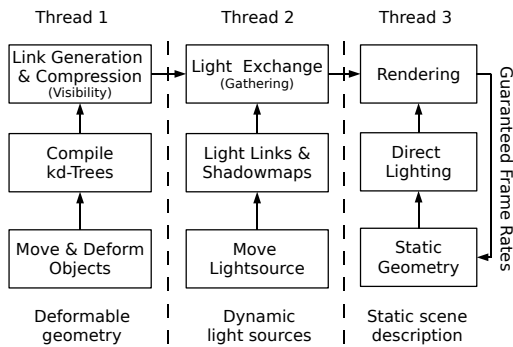 Thread 1
Thread 2
Thread 3
Link Generation
& Compression
(Visibility)
Light Exchange
(Gathering)
Rendering
Compile
kd-Trees
Light Links &
Shadowmaps
Direct
Lighting
Move & Deform
Objects
Move
Lightsource
Static
Geometry
Guaranteed Frame Rates
Deformable
geometry
Dynamic
light sources
Static scene
description